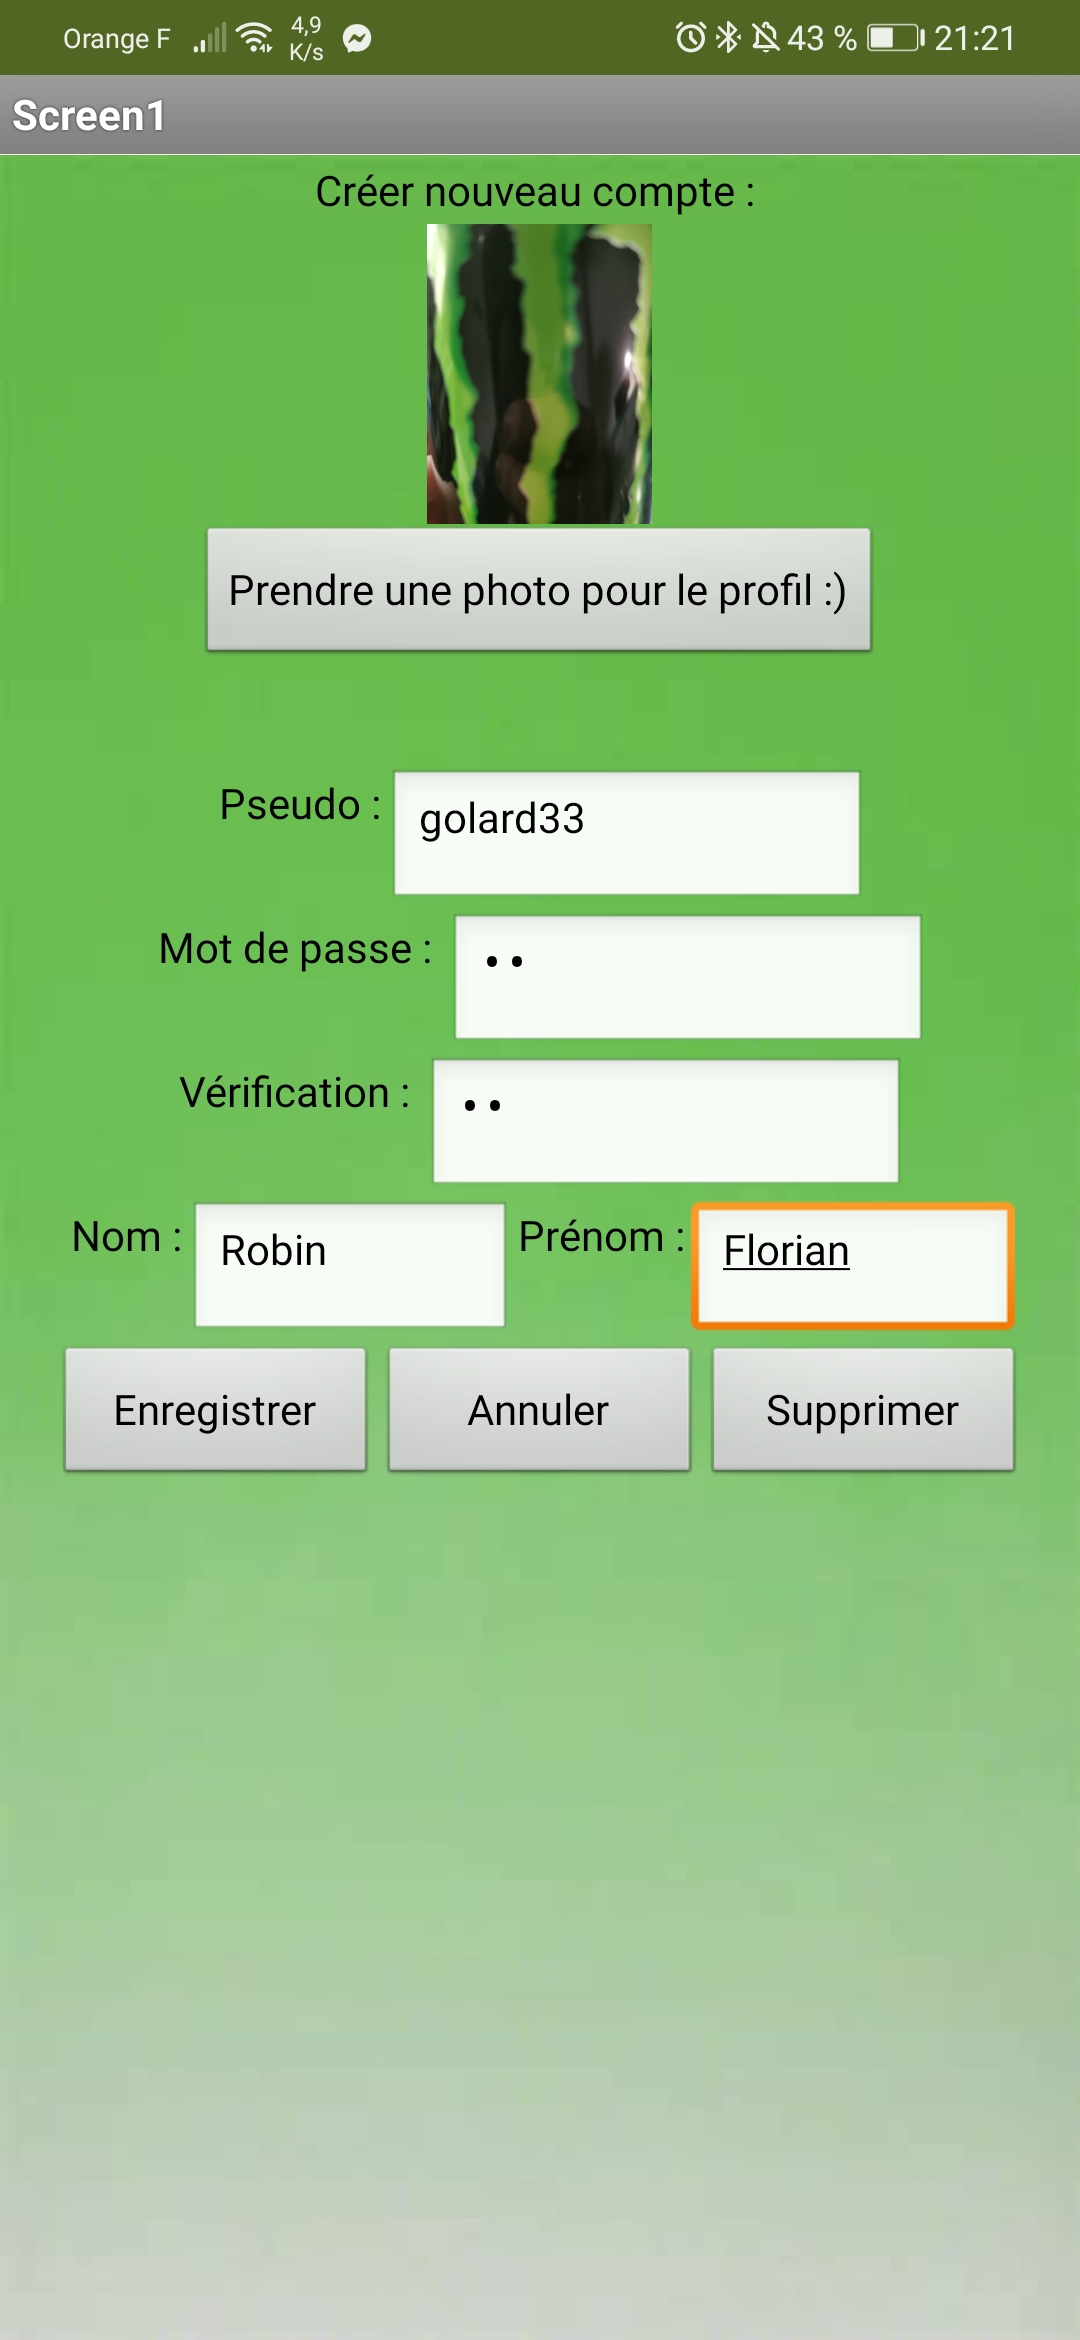 Orange F 4,9 K/s 43 % 21:21
Screen1
Créer nouveau compte :
Prendre une photo pour le profil :)
Pseudo : golard33
Mot de passe : ••
Vérification : ••
Nom : Robin Prénom : Florian
Enregistrer Annuler Supprimer